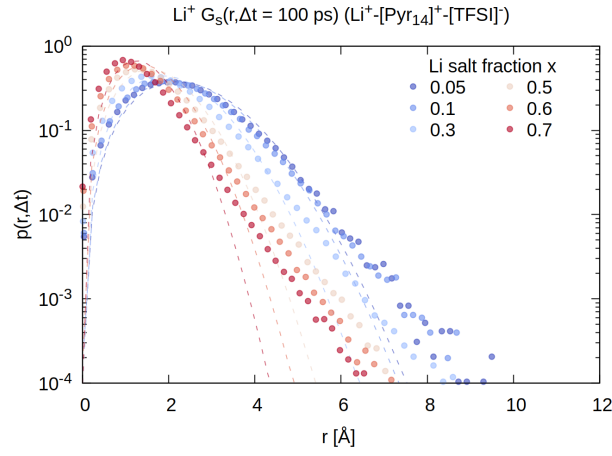 Li⁺ Gₛ(r,Δt = 100 ps) (Li⁺-[Pyr₁₄]⁺-[TFSI]⁻)
Li salt fraction x
0.05 0.5
0.1 0.6
0.3 0.7
p(r,Δt)
10⁰
10⁻¹
10⁻²
10⁻³
10⁻⁴
0 2 4 6 8 10 12
r [Å]